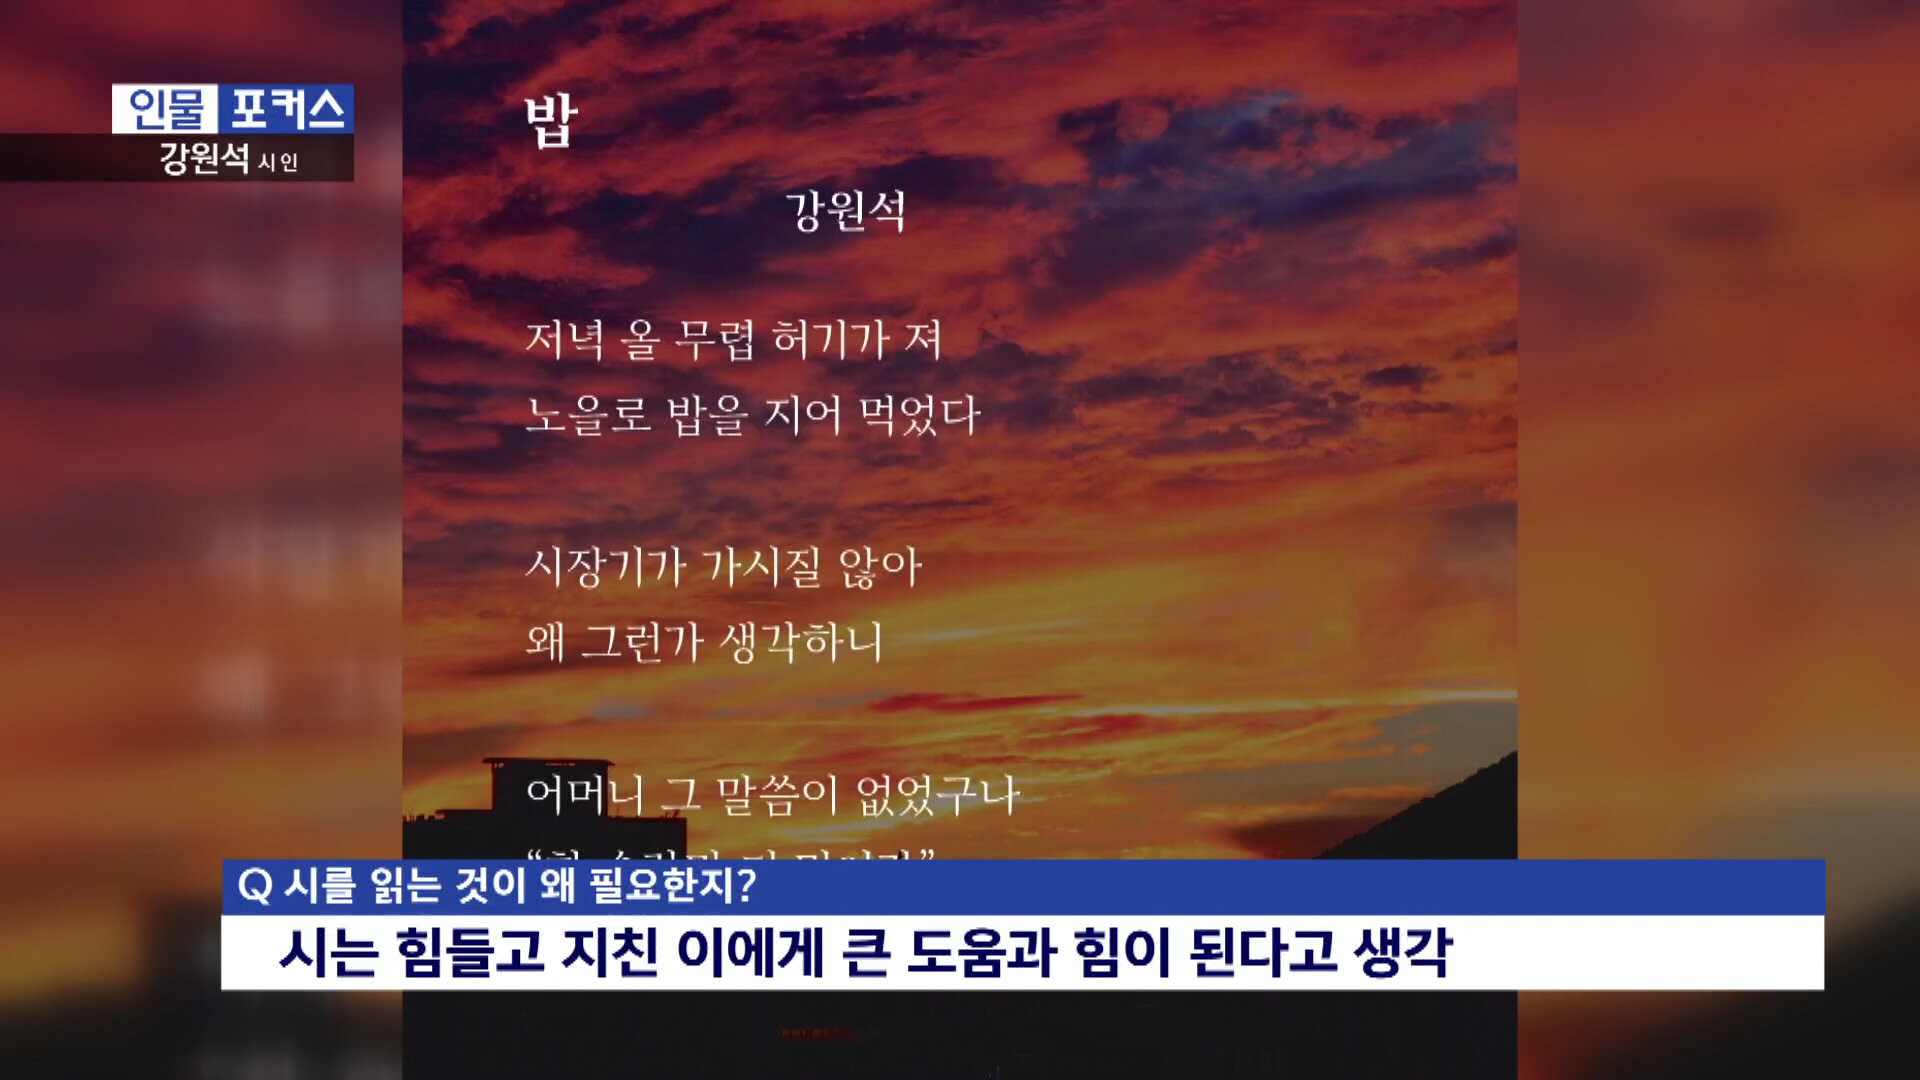 인물 포커스
강원석 시인
밥
강원석
저녁 올 무렵 허기가 져
노을로 밥을 지어 먹었다
시장기가 가시질 않아
왜 그런가 생각하니
어머니 그 말씀이 없었구나
Q 시를 읽는 것이 왜 필요한지?
시는 힘들고 지친 이에게 큰 도움과 힘이 된다고 생각